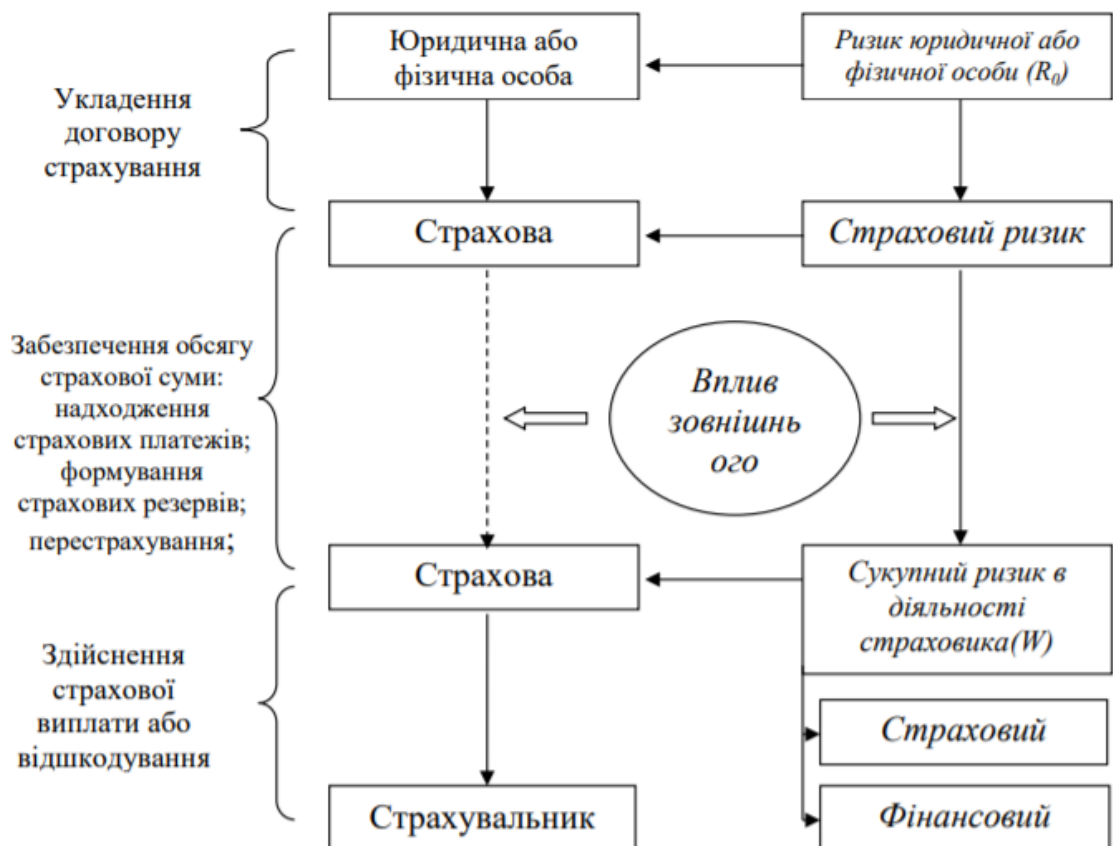 Юридична або
фізична особа
Ризик юридичної або
фізичної особи (R₀)
Укладення
договору
страхування
Страхова
Страховий ризик
Забезпечення обсягу
страхової суми:
надходження
страхових платежів;
формування
страхових резервів;
перестрахування;
Вплив
зовнішнь
ого
Страхова
Сукупний ризик в
діяльності
страховика(W)
Здійснення
страхової
виплати або
відшкодування
Страховий
Страхувальник
Фінансовий